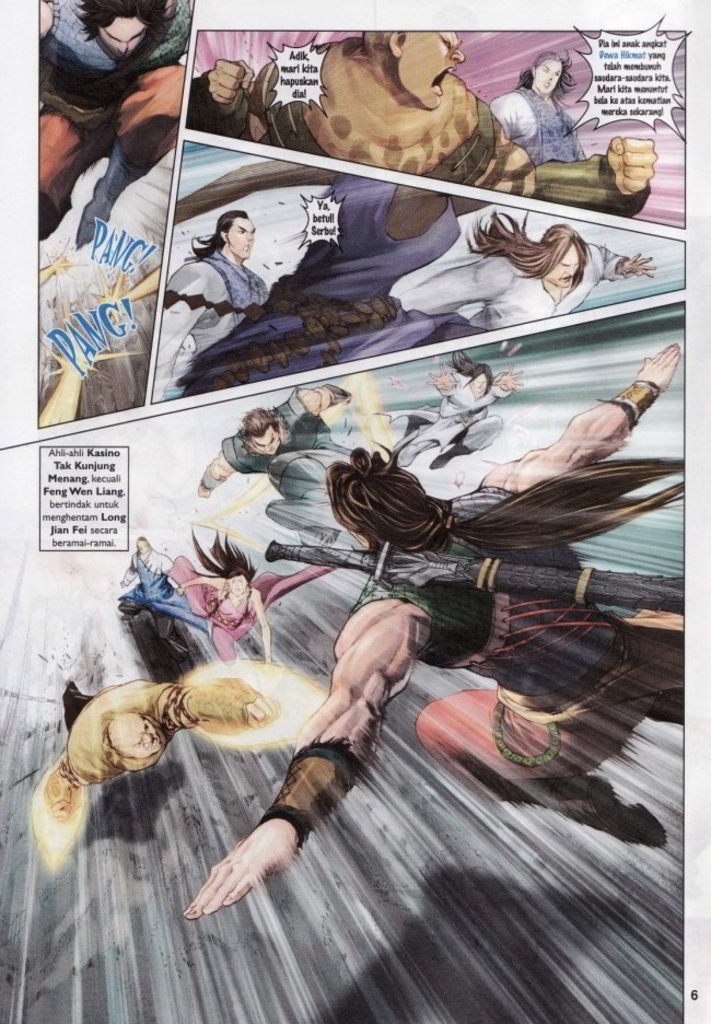 PANG!
PANG!
Adik,
mari kita
hapuskan
dia!
Dia ini anak angkat
Dewa Hikmat yang
telah membunuh
saudara-saudara kita.
Mari kita menuntut
bela ke atas kematian
mereka sekarang!
Ya,
betul!
Serbu!
Ahli-ahli Kasino
Tak Kunjung
Menang, kecuali
Feng Wen Liang,
bertindak untuk
menghentam Long
Jian Fei secara
beramai-ramai.
6